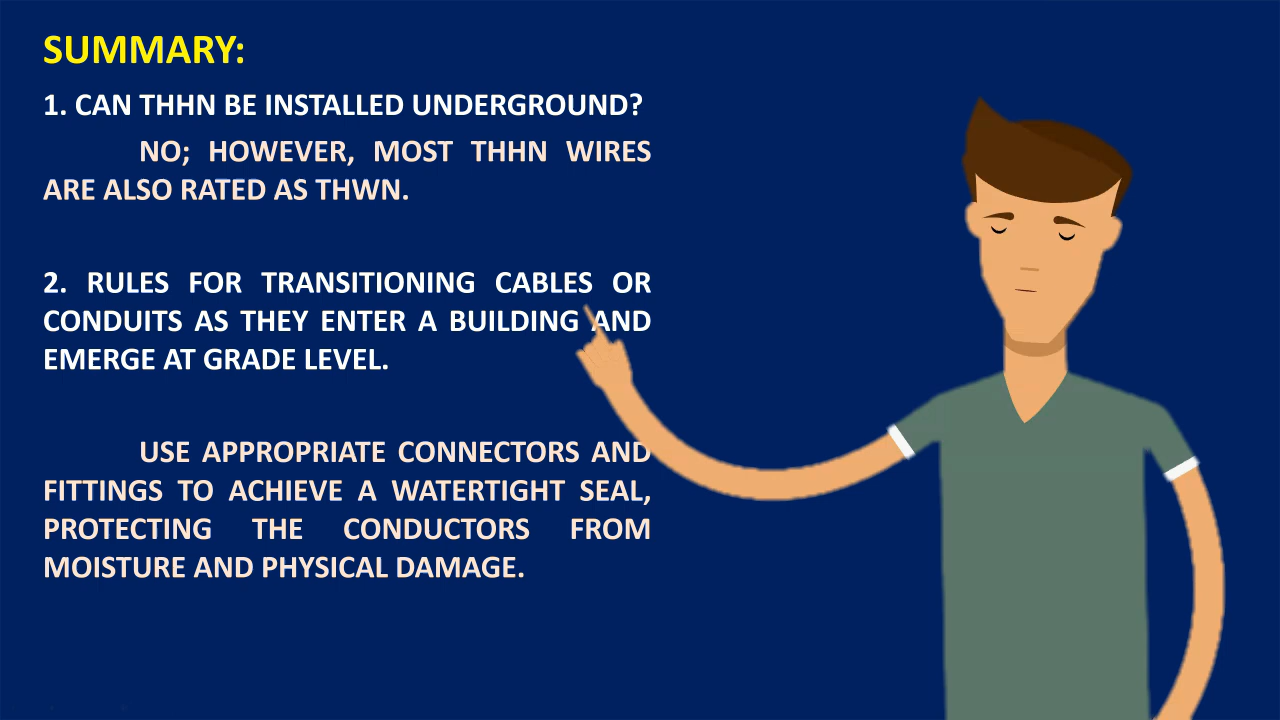 SUMMARY:
1. CAN THHN BE INSTALLED UNDERGROUND?
NO; HOWEVER, MOST THHN WIRES
ARE ALSO RATED AS THWN.
2. RULES FOR TRANSITIONING CABLES OR
CONDUITS AS THEY ENTER A BUILDING AND
EMERGE AT GRADE LEVEL.
USE APPROPRIATE CONNECTORS AND
FITTINGS TO ACHIEVE A WATERTIGHT SEAL,
PROTECTING THE CONDUCTORS FROM
MOISTURE AND PHYSICAL DAMAGE.